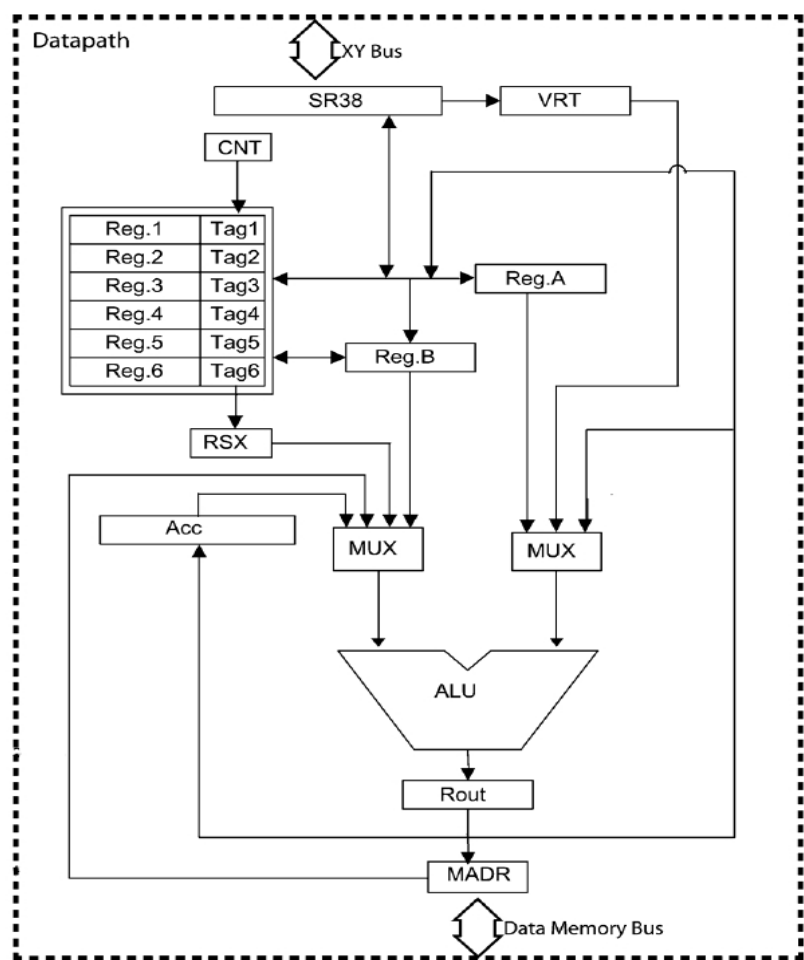 Datapath
XY Bus
SR38
VRT
CNT
Reg.1 Tag1
Reg.2 Tag2
Reg.3 Tag3
Reg.4 Tag4
Reg.5 Tag5
Reg.6 Tag6
Reg.A
Reg.B
RSX
Acc
MUX
MUX
ALU
Rout
MADR
Data Memory Bus